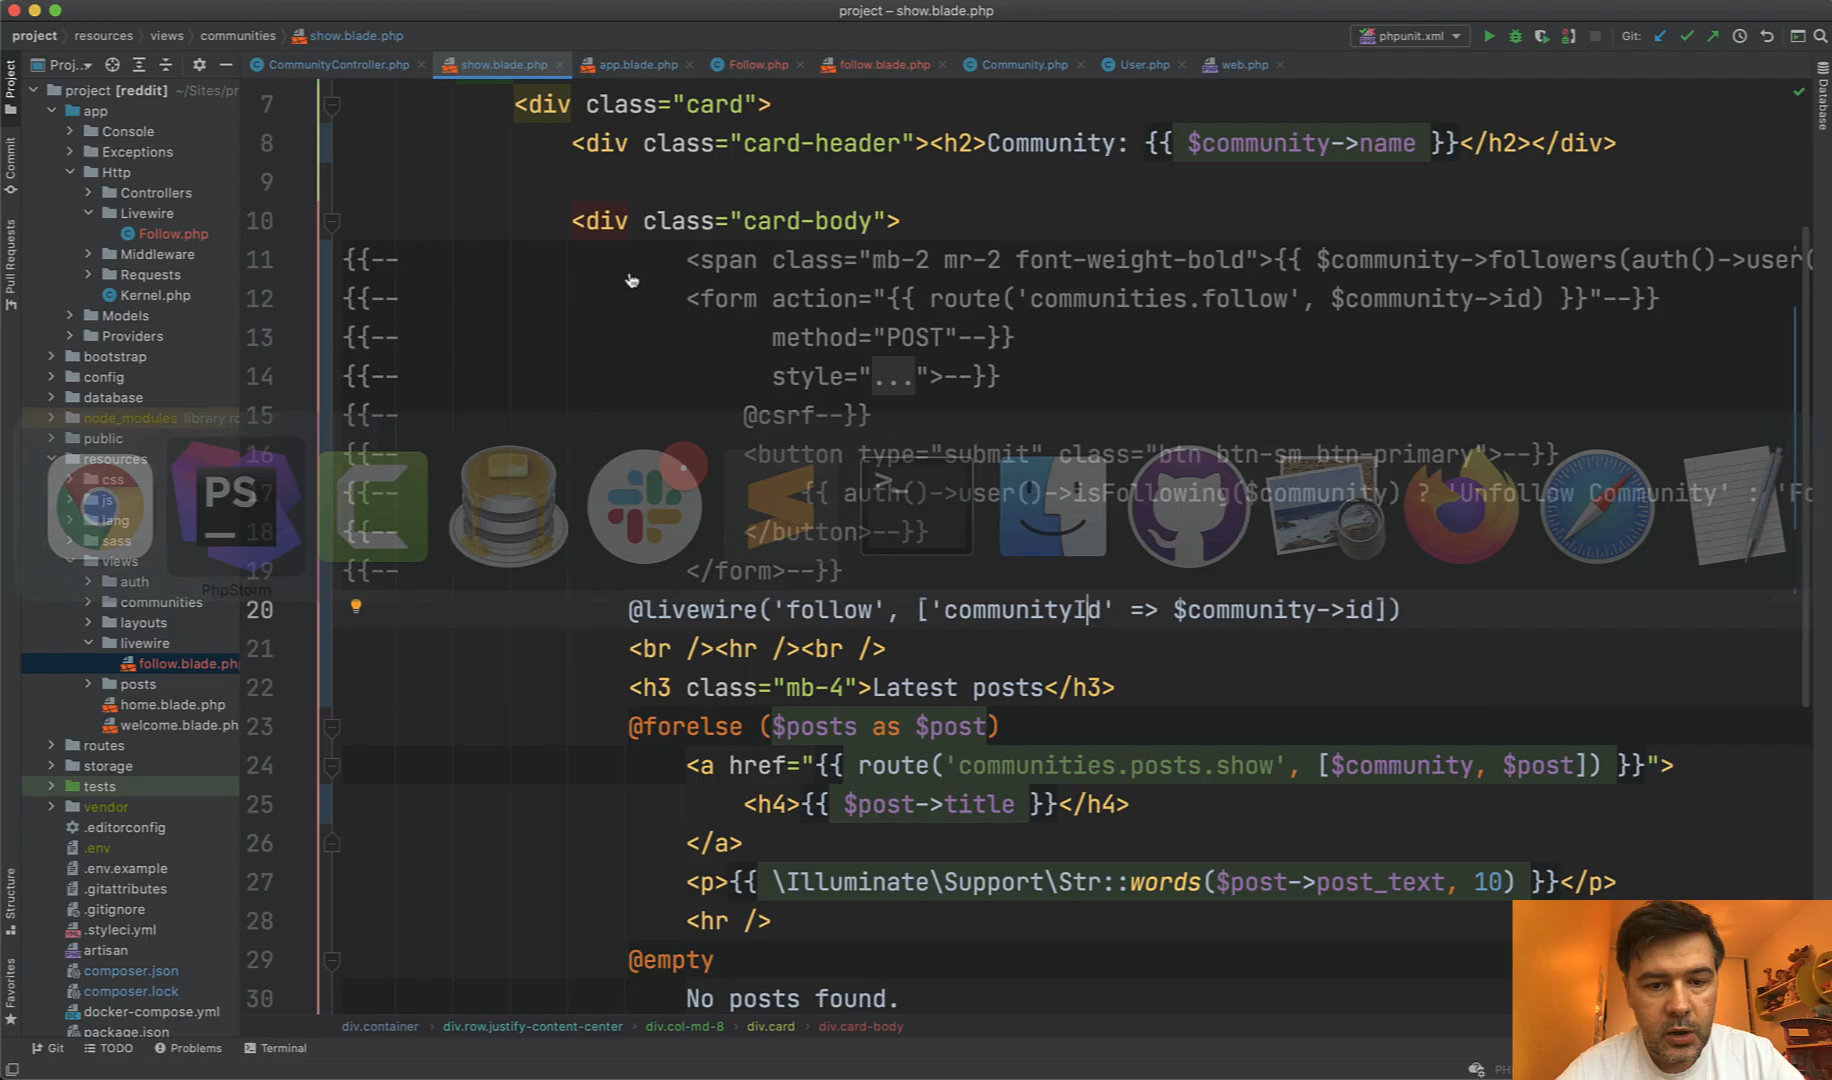 project – show.blade.php
project resources views communities show.blade.php
phpunit.xml
Git:
Proj...
CommunityController.php
show.blade.php
app.blade.php
Follow.php
follow.blade.php
Community.php
User.php
web.php
Project
Commit
Pull Requests
Structure
Favorites
Database
project [reddit] ~/Sites/pr
app
Console
Exceptions
Http
Controllers
Livewire
Follow.php
Middleware
Requests
Kernel.php
Models
Providers
bootstrap
config
database
node_modules library ro
public
resources
css
js
lang
sass
views
auth
communities
layouts
livewire
follow.blade.php
posts
home.blade.php
welcome.blade.ph
routes
storage
tests
vendor
.editorconfig
.env
.env.example
.gitattributes
.gitignore
.styleci.yml
artisan
composer.json
composer.lock
docker-compose.yml
package.json
7 <div class="card">
8 <div class="card-header"><h2>Community: {{ $community->name }}</h2></div>
9
10 <div class="card-body">
11 {{-- <span class="mb-2 mr-2 font-weight-bold">{{ $community->followers(auth()->user(
12 {{-- <form action="{{ route('communities.follow', $community->id) }}"--}}
13 {{-- method="POST"--}}
14 {{-- style="...">--}}
15 {{-- @csrf--}}
16 {{-- <button type="submit" class="btn btn-sm btn-primary">--}}
17 {{-- {{ auth()->user()->isFollowing($community) ? 'Unfollow Community' : 'Fo
18 {{-- </button>--}}
19 {{-- </form>--}}
20 @livewire('follow', ['communityId' => $community->id])
21 <br /><hr /><br />
22 <h3 class="mb-4">Latest posts</h3>
23 @forelse ($posts as $post)
24 <a href="{{ route('communities.posts.show', [$community, $post]) }}">
25 <h4>{{ $post->title }}</h4>
26 </a>
27 <p>{{ \Illuminate\Support\Str::words($post->post_text, 10) }}</p>
28 <hr />
29 @empty
30 No posts found.
PS
PhpStorm
div.container div.row.justify-content-center div.col-md-8 div.card div.card-body
Git
TODO
Problems
Terminal